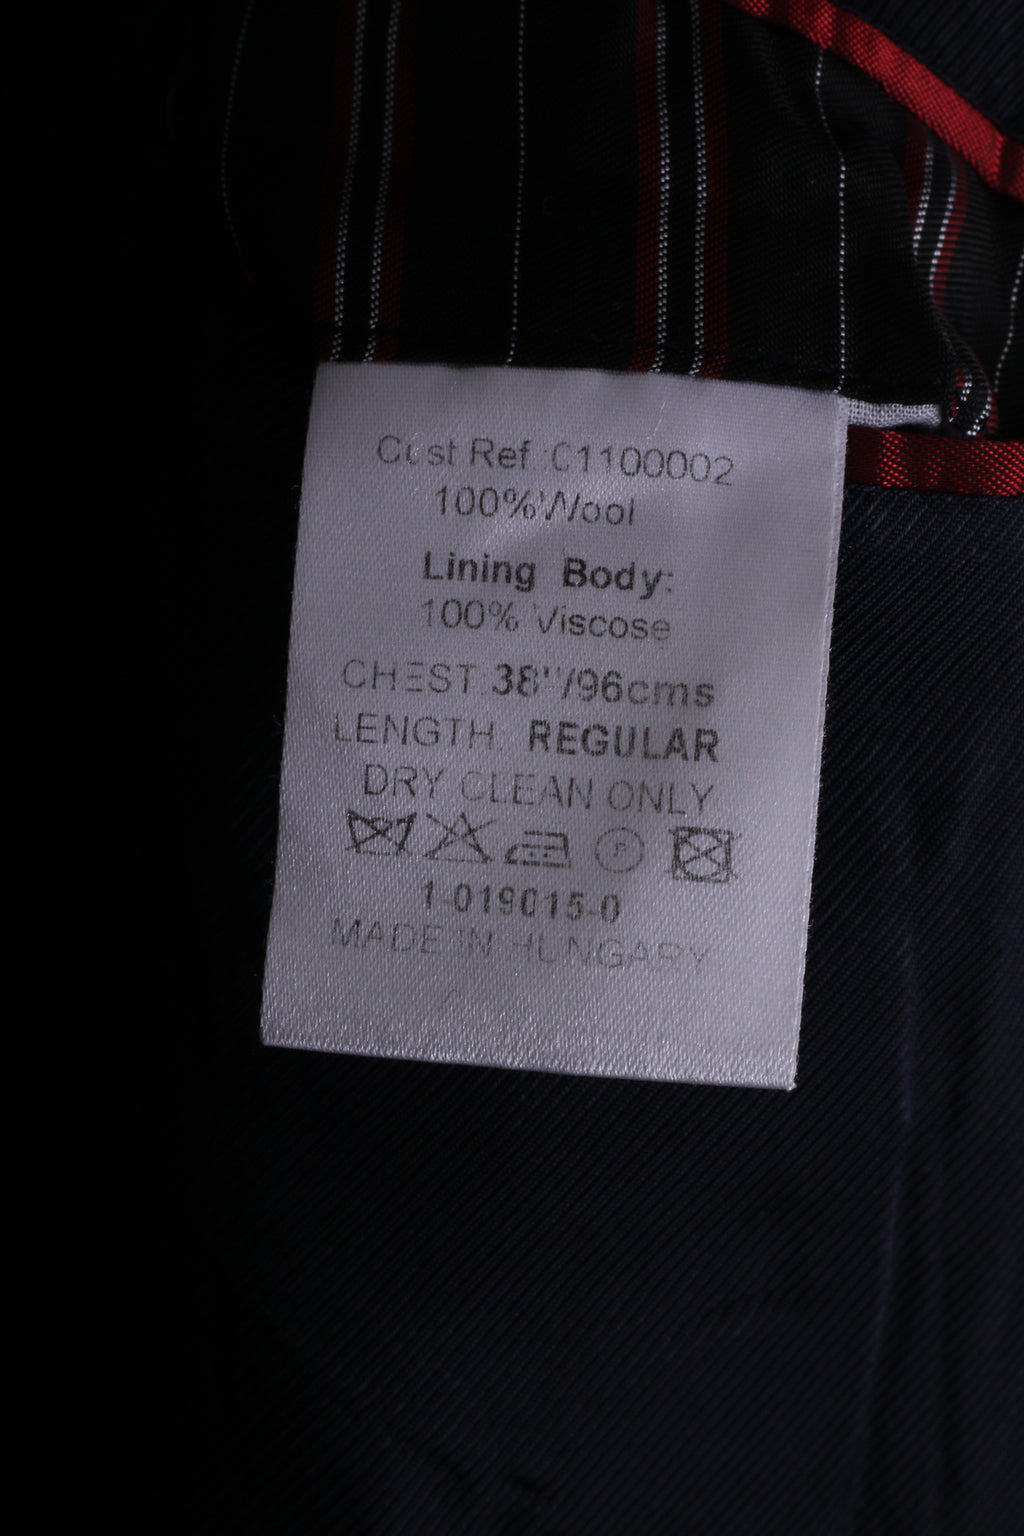 Cust Ref :01100002
100% Wool
Lining Body:
100% Viscose
CHEST 38"/96cms
LENGTH: REGULAR
DRY CLEAN ONLY
P
1-019015-0
MADE IN HUNGARY